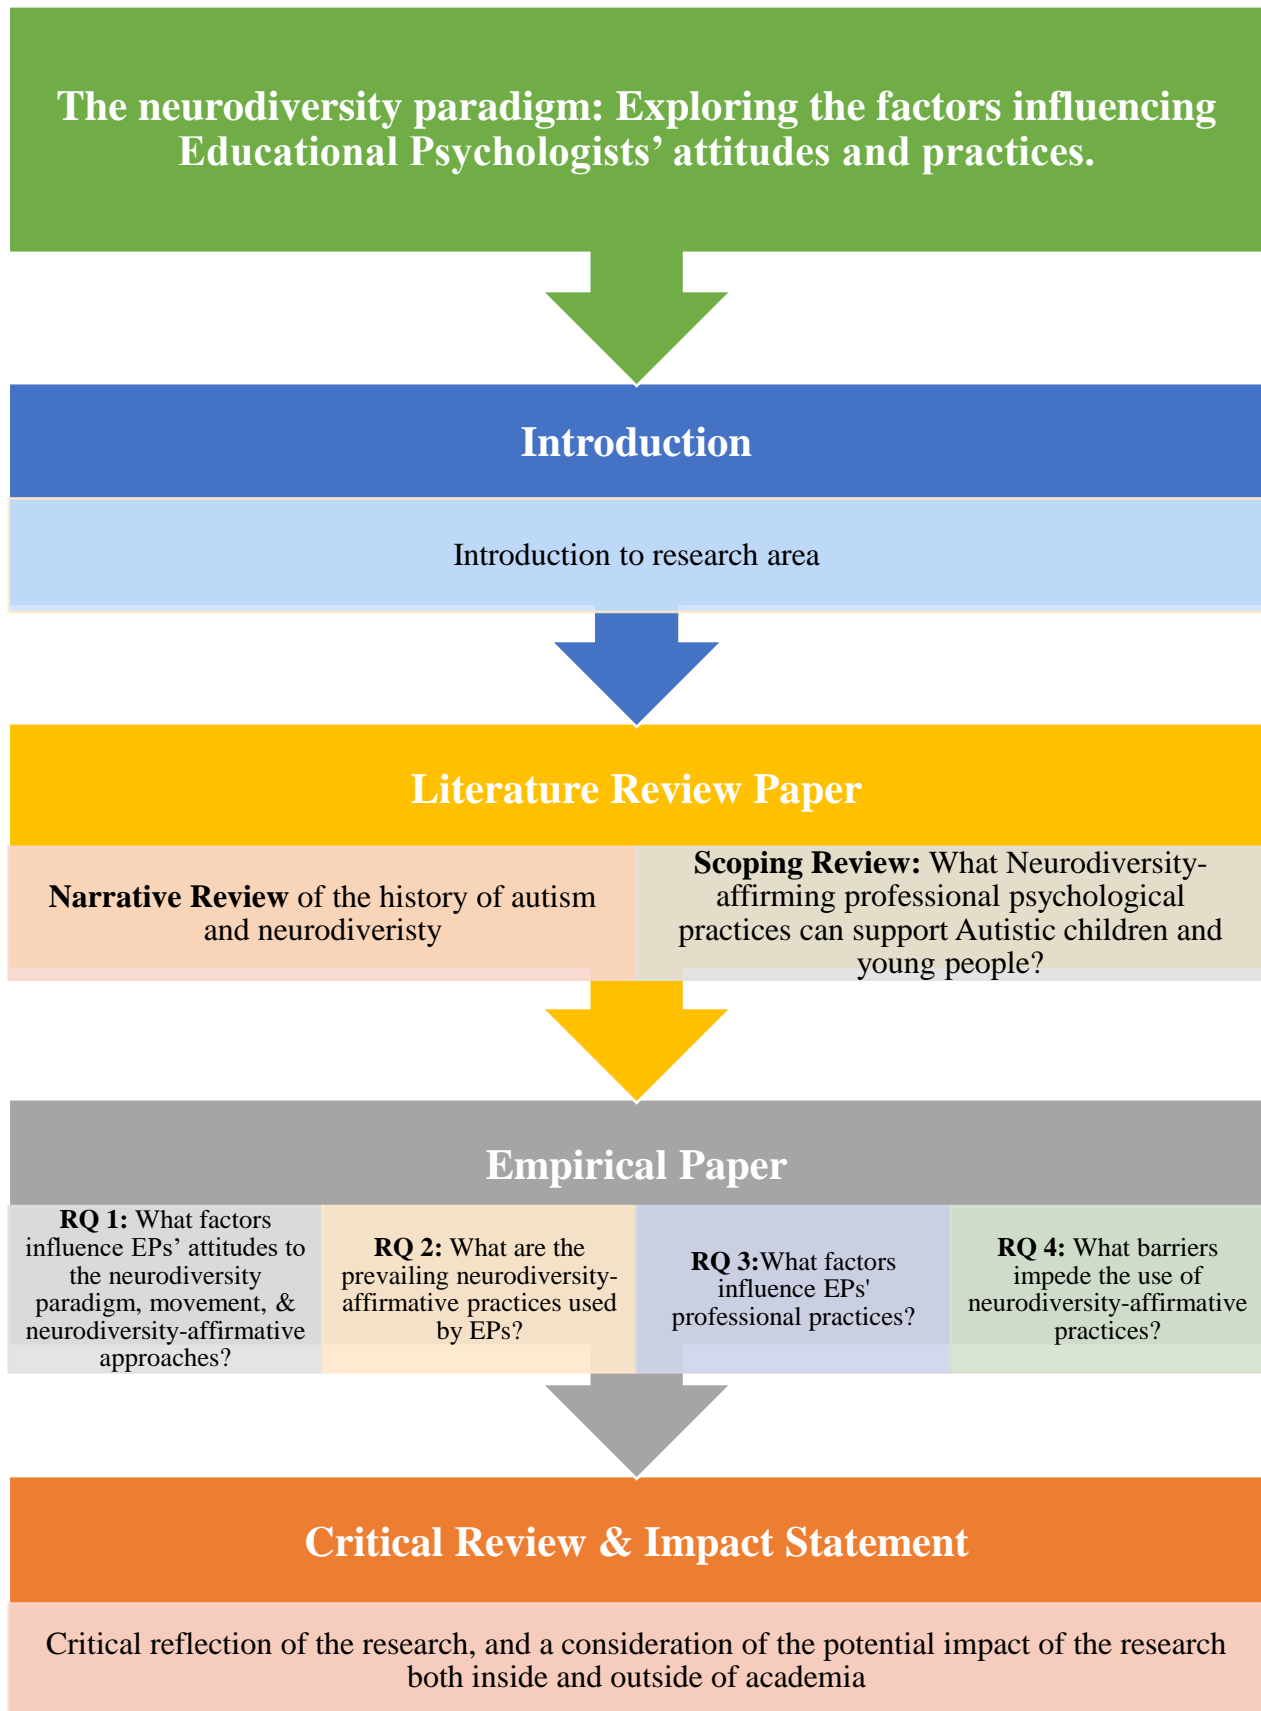 The neurodiversity paradigm: Exploring the factors influencing
Educational Psychologists’ attitudes and practices.
Introduction
Introduction to research area
Literature Review Paper
Narrative Review of the history of autism
and neurodiveristy
Scoping Review: What Neurodiversity-
affirming professional psychological
practices can support Autistic children and
young people?
Empirical Paper
RQ 1: What factors
influence EPs’ attitudes to
the neurodiversity
paradigm, movement, &
neurodiversity-affirmative
approaches?
RQ 2: What are the
prevailing neurodiversity-
affirmative practices used
by EPs?
RQ 3:What factors
influence EPs'
professional practices?
RQ 4: What barriers
impede the use of
neurodiversity-affirmative
practices?
Critical Review & Impact Statement
Critical reflection of the research, and a consideration of the potential impact of the research
both inside and outside of academia